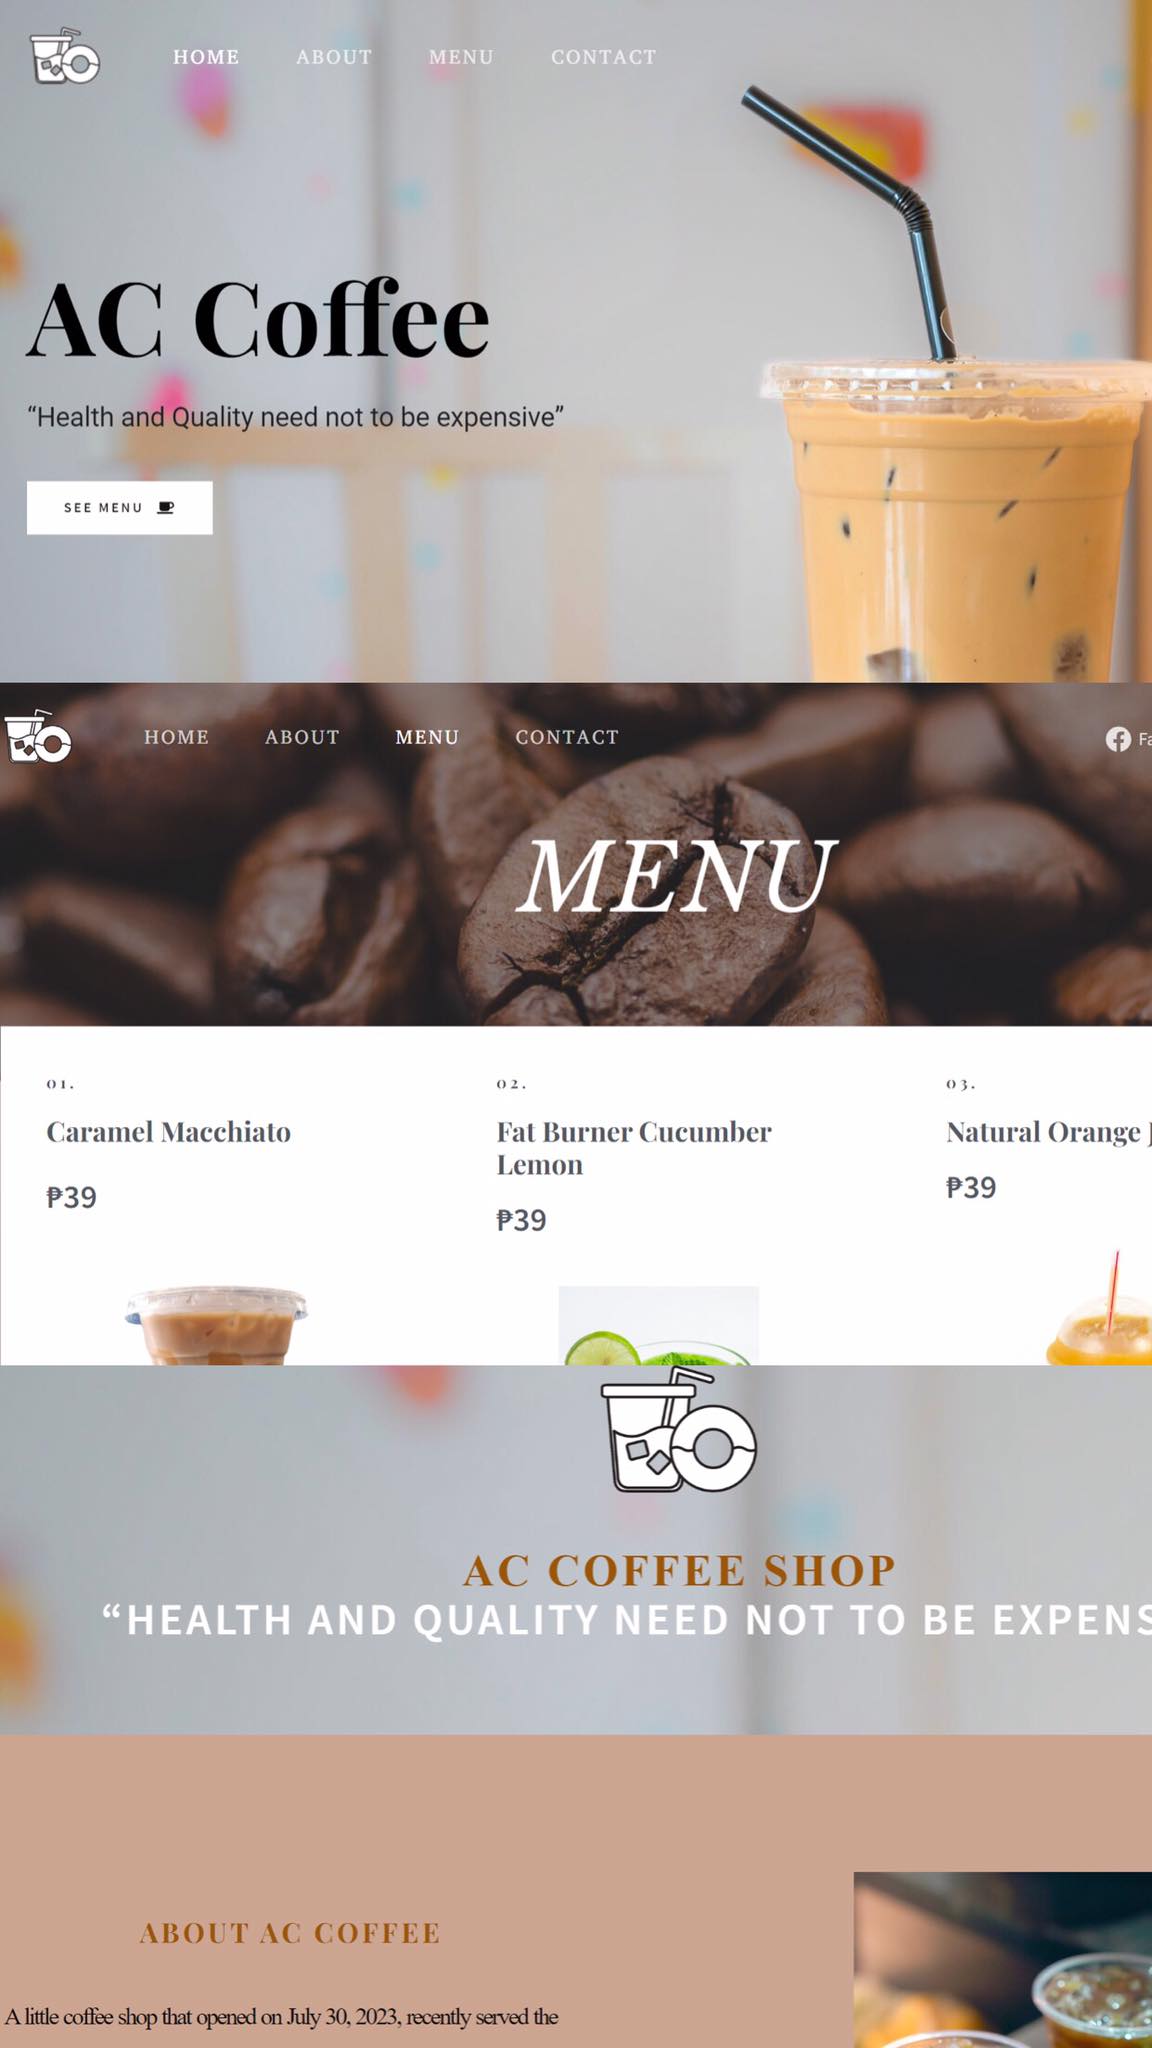 HOME ABOUT MENU CONTACT
AC Coffee
“Health and Quality need not to be expensive”
SEE MENU
HOME ABOUT MENU CONTACT Fa
MENU
01.
Caramel Macchiato
₱39
02.
Fat Burner Cucumber
Lemon
₱39
03.
Natural Orange
₱39
AC COFFEE SHOP
“HEALTH AND QUALITY NEED NOT TO BE EXPENS
ABOUT AC COFFEE
A little coffee shop that opened on July 30, 2023, recently served the